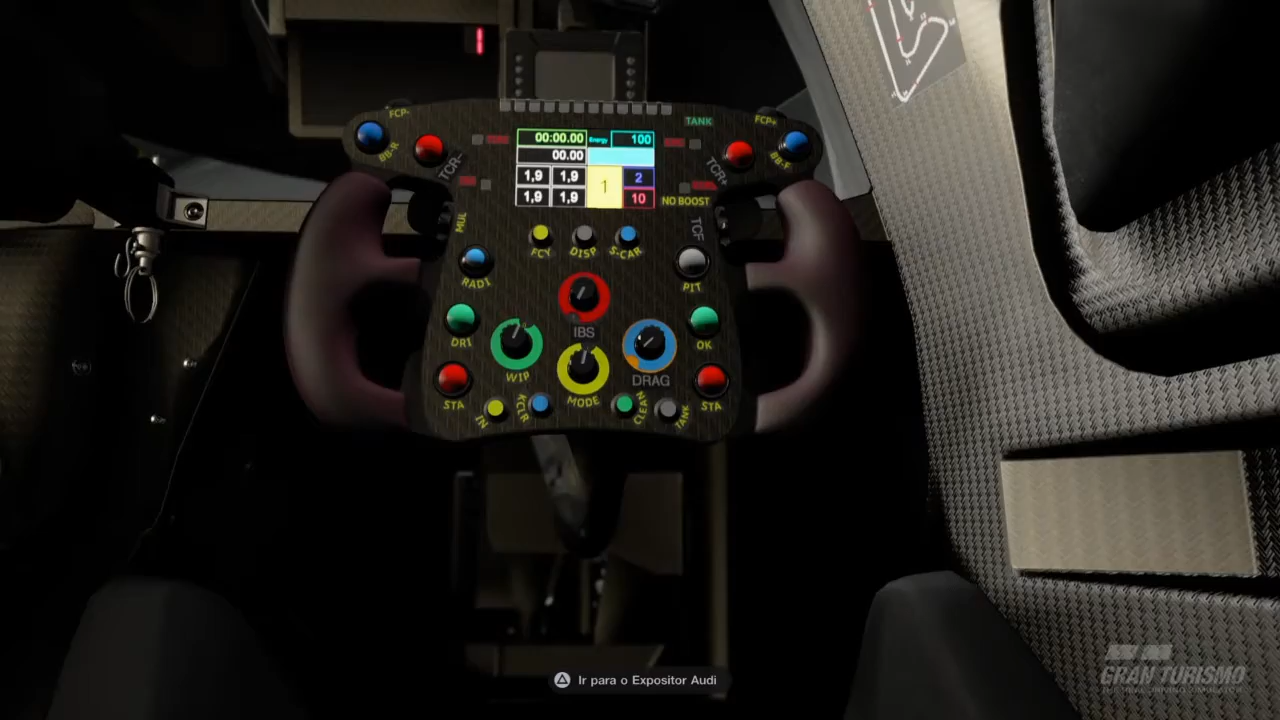 FCP-
BB-R
TCR-
TANK
FCP+
BB-F
TCR+
00:00.00
Energy
100
00.00
1,9 1,9 1 2
1,9 1,9 10
NO BOOST
MUL
TCF
FCY
DISP
S-CAR
RADI
PIT
IBS
DRI
OK
WIP
DRAG
MODE
STA
STA
IN
KCLR
CLEAN
TANK
Ir para o Expositor Audi
GRAN TURISMO
THE REAL DRIVING SIMULATOR